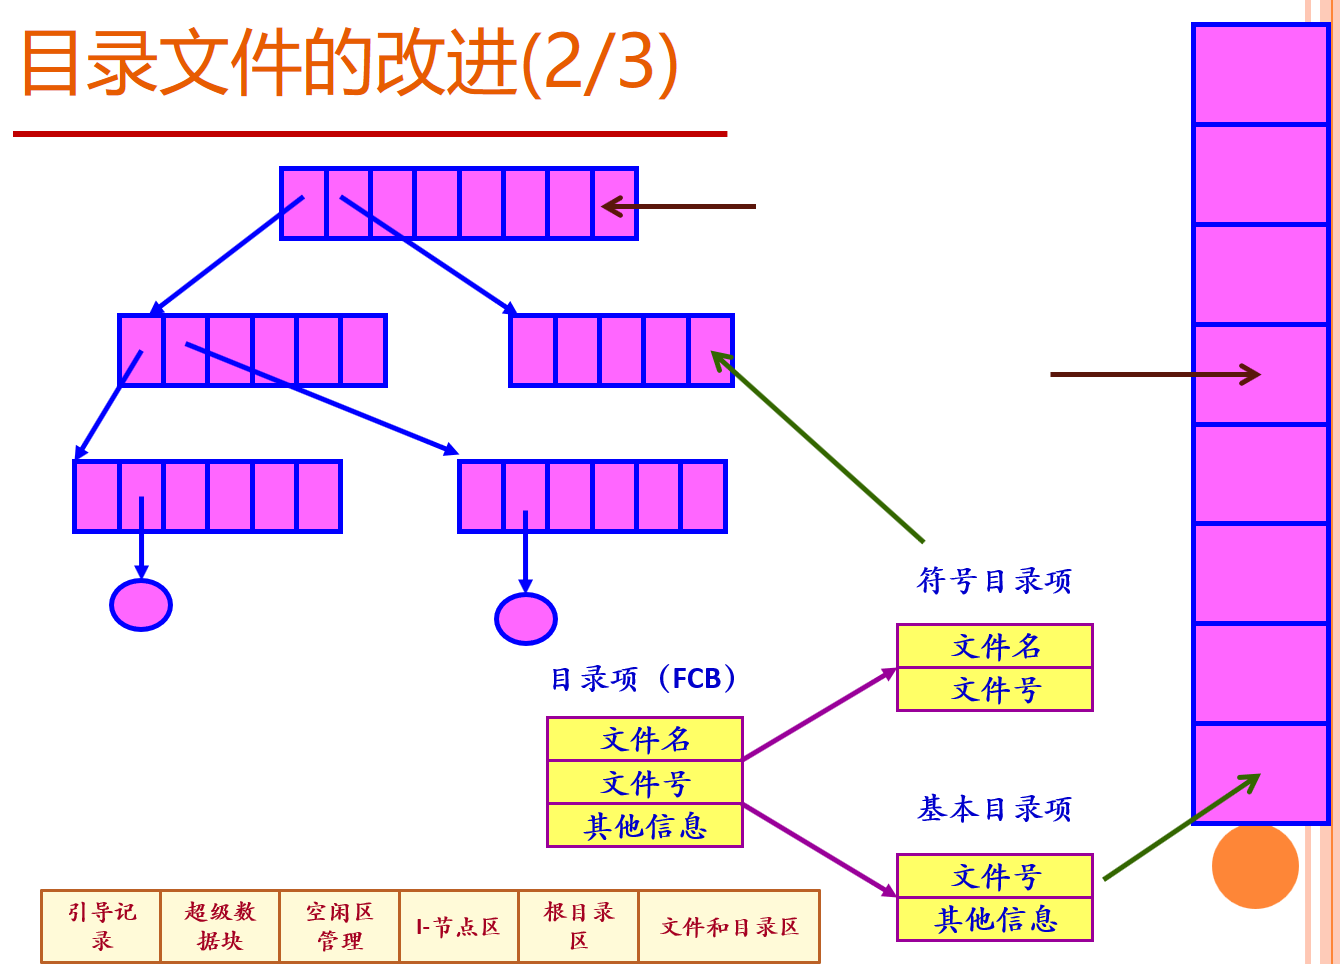 目录文件的改进(2/3)
符号目录项
文件名
文件号
目录项（FCB）
文件名
文件号
其他信息
基本目录项
文件号
其他信息
引导记
录
超级数
据块
空闲区
管理
I-节点区
根目录
区
文件和目录区